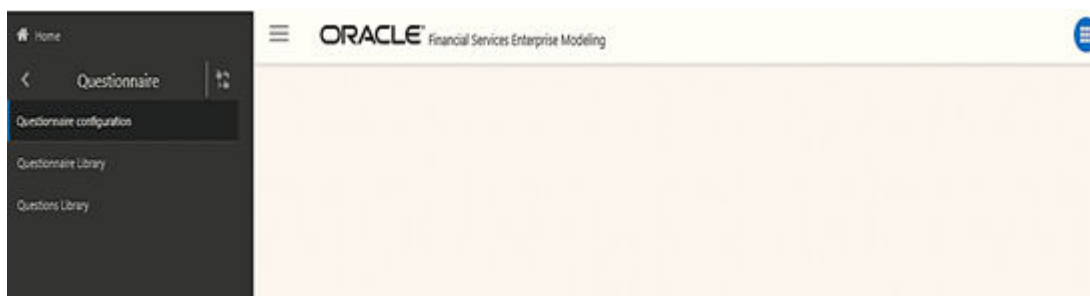 Home
ORACLE Financial Services Enterprise Modeling
Questionnaire
Questionnaire configuration
Questionnaire Library
Questions Library